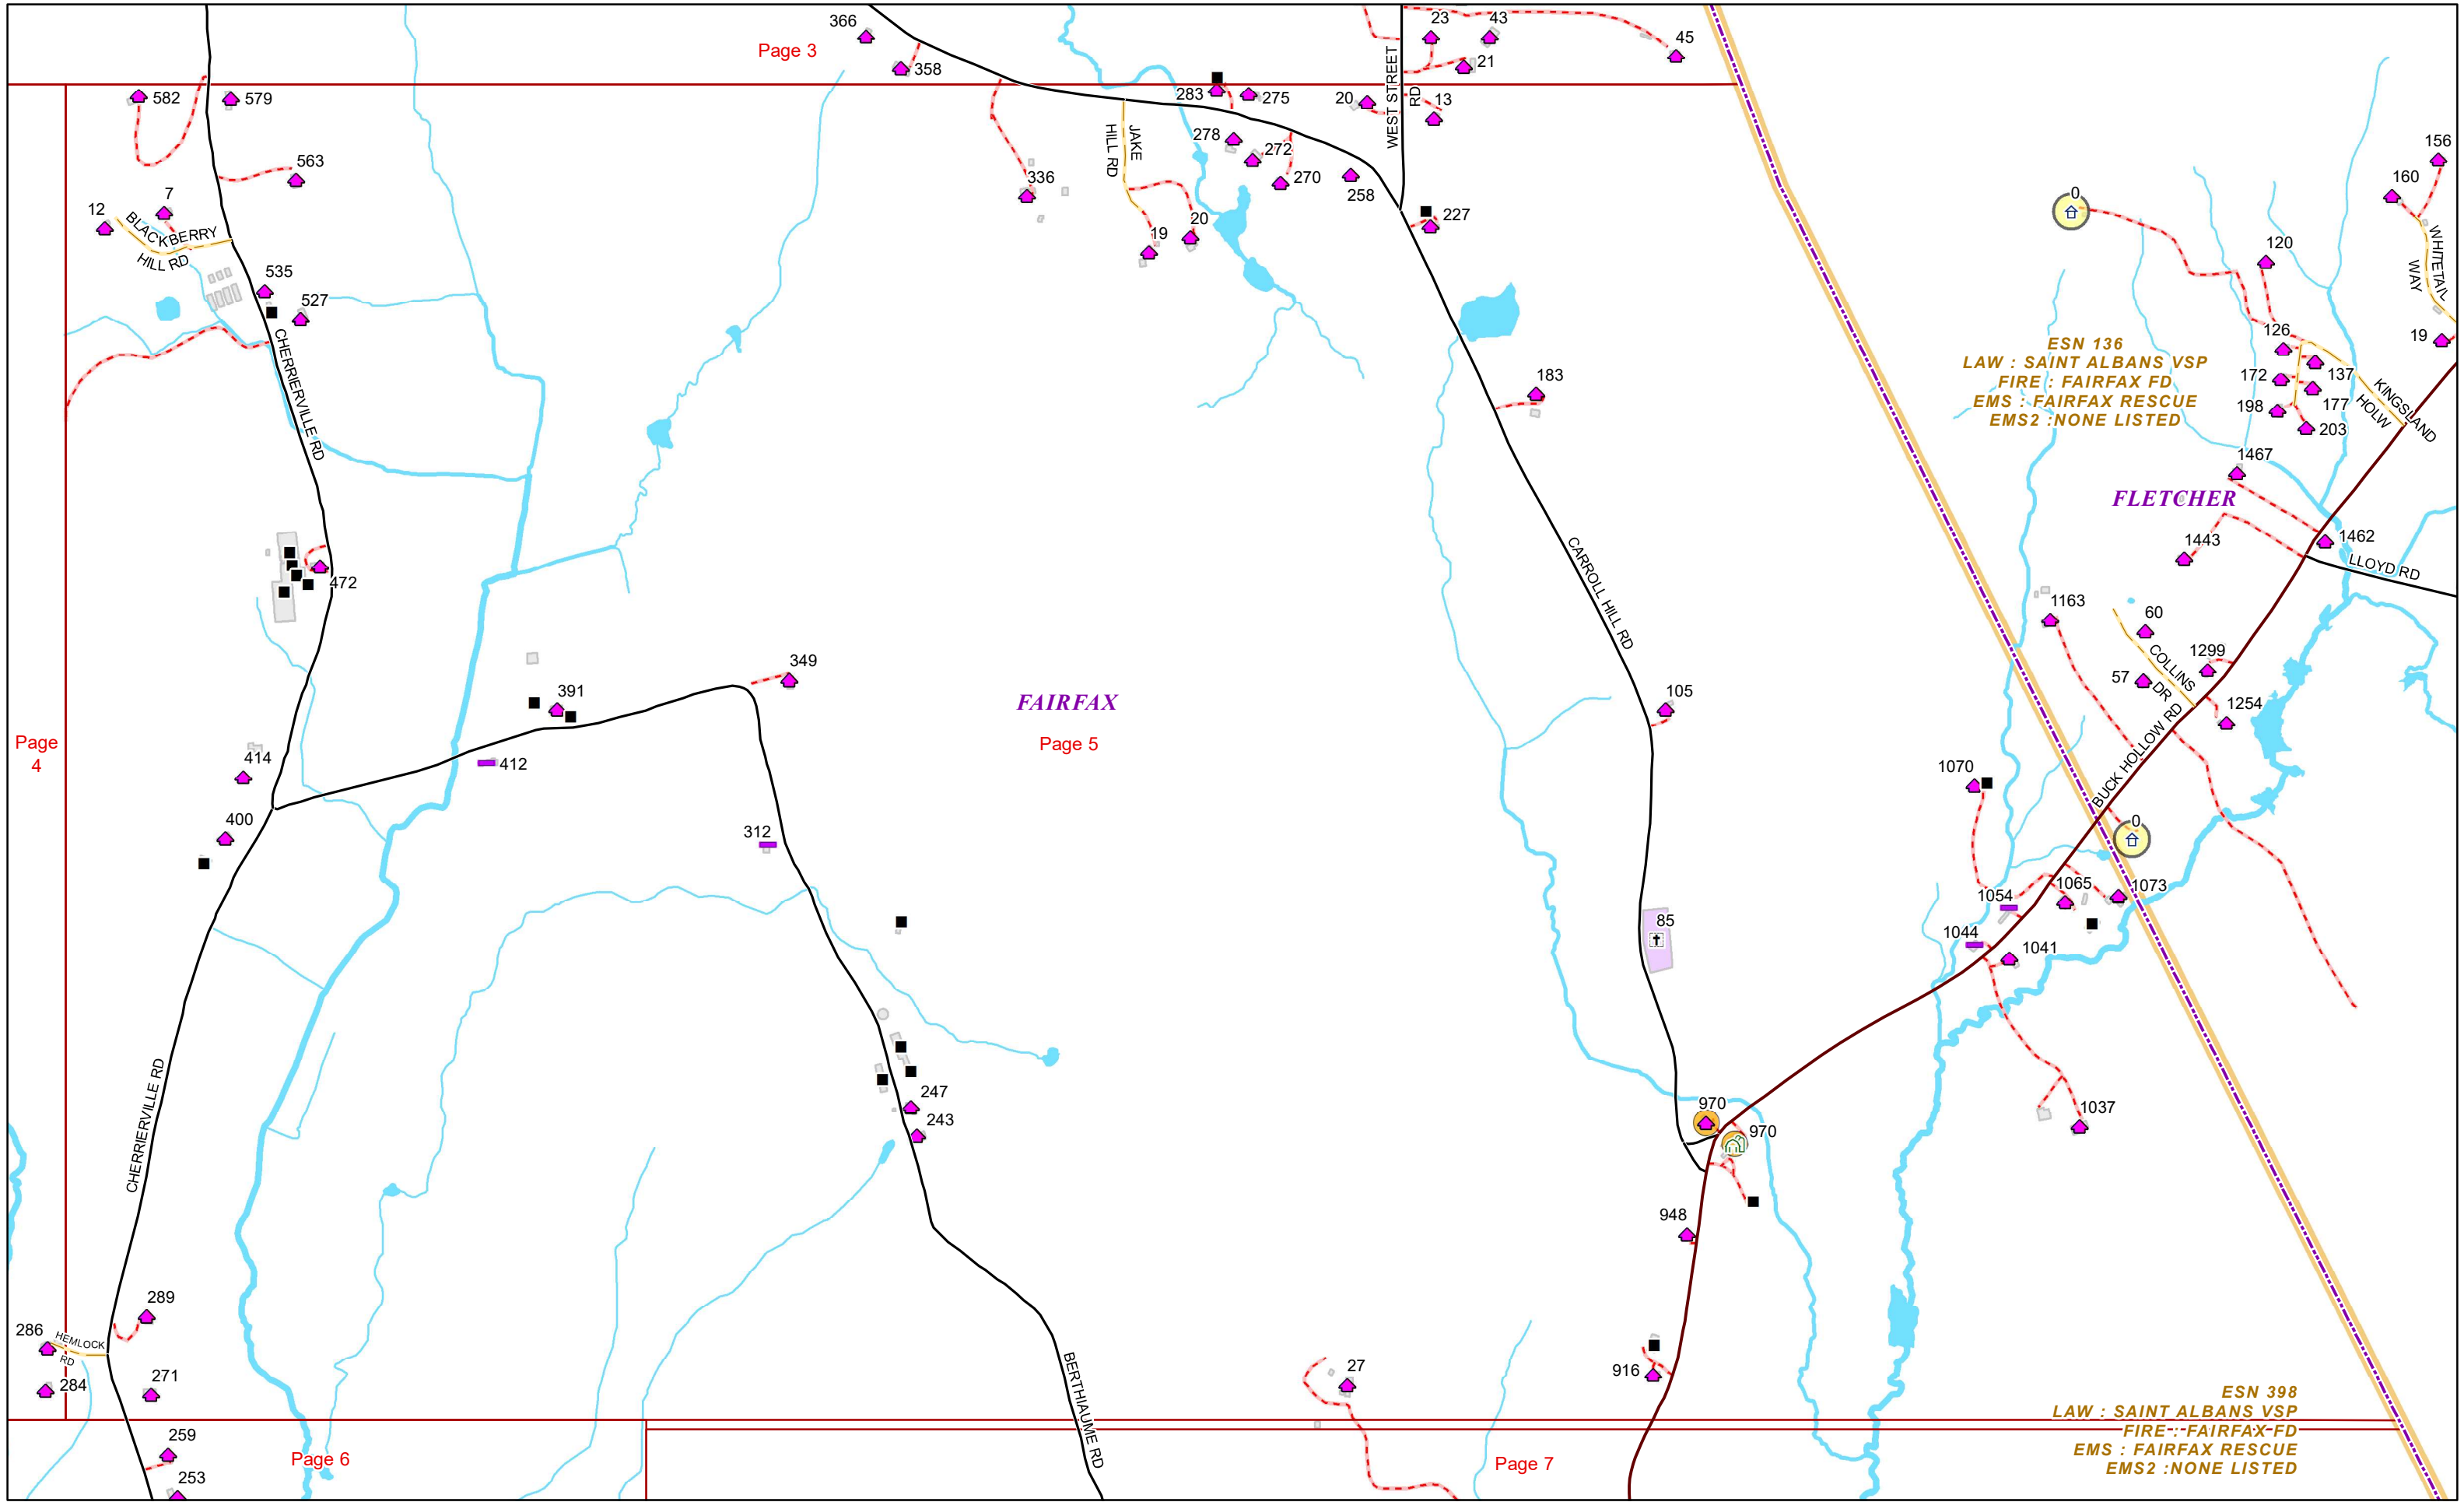 366
Page 3
358
23
43
45
21
582
579
283
275
20
13
WEST STREET
RD
563
278
272
270
258
JAKE
HILL RD
336
156
160
12
7
BLACKBERRY
HILL RD
20
19
227
0
120
WHITETAIL
WAY
535
527
CHERRIERVILLE RD
126
19
ESN 136
LAW : SAINT ALBANS VSP
FIRE : FAIRFAX FD
EMS : FAIRFAX RESCUE
EMS2 :NONE LISTED
183
172
137
198
177
203
KINGSLAND
HOLW
1467
FLETCHER
472
CARROLL HILL RD
1443
1462
LLOYD RD
1163
60
COLLINS
DR
57
1299
1254
349
391
FAIRFAX
105
Page
4
Page 5
BUCK HOLLOW RD
414
412
1070
400
312
0
1054
1065
1073
85
1044
1041
CHERRIERVILLE RD
247
243
970
970
1037
948
289
286
HEMLOCK
RD
284
271
BERTHIAUME RD
27
916
ESN 398
LAW : SAINT ALBANS VSP
FIRE : FAIRFAX FD
EMS : FAIRFAX RESCUE
EMS2 :NONE LISTED
259
Page 6
253
Page 7